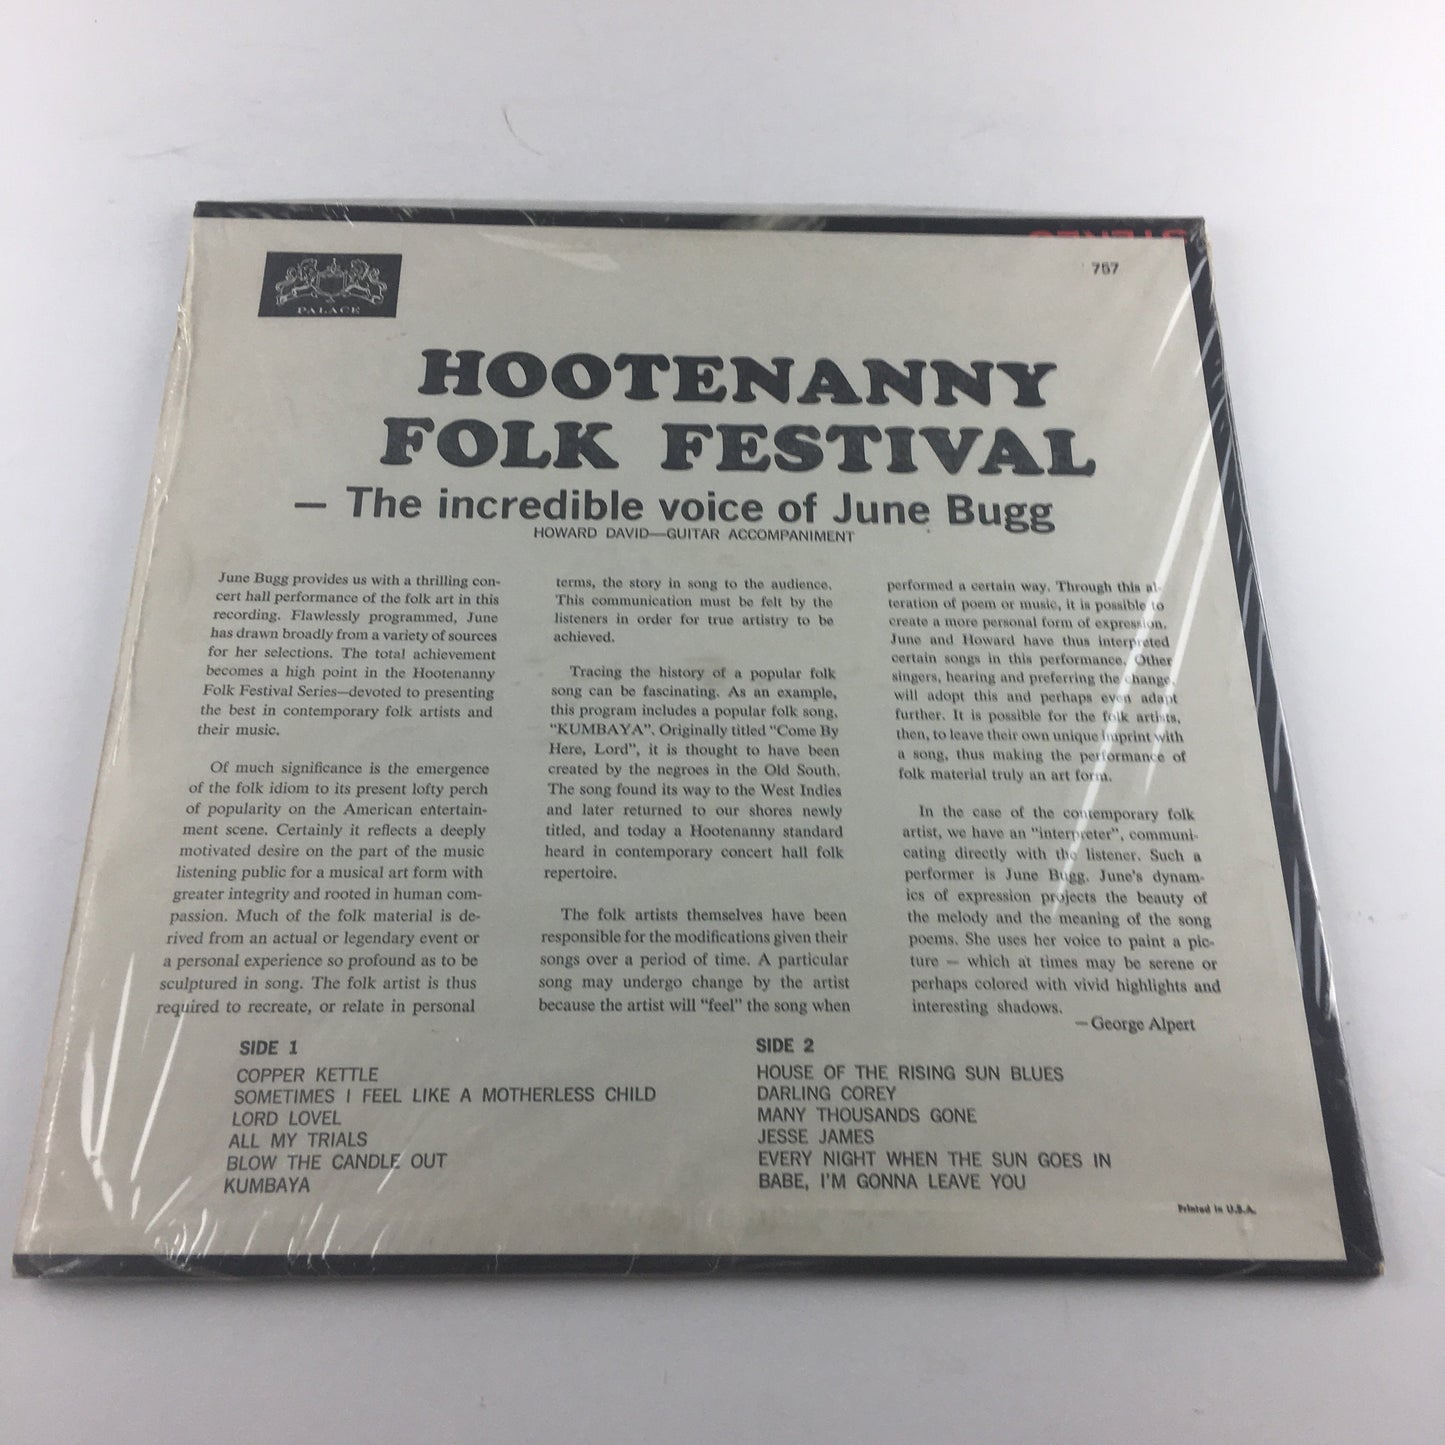 STEREO
PALACE
757
HOOTENANNY
FOLK FESTIVAL
— The incredible voice of June Bugg
HOWARD DAVID—GUITAR ACCOMPANIMENT
June Bugg provides us with a thrilling con-
cert hall performance of the folk art in this
recording. Flawlessly programmed, June
has drawn broadly from a variety of sources
for her selections. The total achievement
becomes a high point in the Hootenanny
Folk Festival Series—devoted to presenting
the best in contemporary folk artists and
their music.
Of much significance is the emergence
of the folk idiom to its present lofty perch
of popularity on the American entertain-
ment scene. Certainly it reflects a deeply
motivated desire on the part of the music
listening public for a musical art form with
greater integrity and rooted in human com-
passion. Much of the folk material is de-
rived from an actual or legendary event or
a personal experience so profound as to be
sculptured in song. The folk artist is thus
required to recreate, or relate in personal
terms, the story in song to the audience.
This communication must be felt by the
listeners in order for true artistry to be
achieved.
Tracing the history of a popular folk
song can be fascinating. As an example,
this program includes a popular folk song,
“KUMBAYA”. Originally titled “Come By
Here, Lord”, it is thought to have been
created by the negroes in the Old South.
The song found its way to the West Indies
and later returned to our shores newly
titled, and today a Hootenanny standard
heard in contemporary concert hall folk
repertoire.
The folk artists themselves have been
responsible for the modifications given their
songs over a period of time. A particular
song may undergo change by the artist
because the artist will “feel” the song when
performed a certain way. Through this al-
teration of poem or music, it is possible to
create a more personal form of expression.
June and Howard have thus interpreted
certain songs in this performance. Other
singers, hearing and preferring the change,
will adopt this and perhaps even adapt
further. It is possible for the folk artists,
then, to leave their own unique imprint with
a song, thus making the performance of
folk material truly an art form.
In the case of the contemporary folk
artist, we have an “interpreter”, communi-
cating directly with the listener. Such a
performer is June Bugg. June's dynam-
ics of expression projects the beauty of
the melody and the meaning of the song
poems. She uses her voice to paint a pic-
ture — which at times may be serene or
perhaps colored with vivid highlights and
interesting shadows.
—George Alpert
SIDE 1
COPPER KETTLE
SOMETIMES I FEEL LIKE A MOTHERLESS CHILD
LORD LOVEL
ALL MY TRIALS
BLOW THE CANDLE OUT
KUMBAYA
SIDE 2
HOUSE OF THE RISING SUN BLUES
DARLING COREY
MANY THOUSANDS GONE
JESSE JAMES
EVERY NIGHT WHEN THE SUN GOES IN
BABE, I'M GONNA LEAVE YOU
Printed in U.S.A.